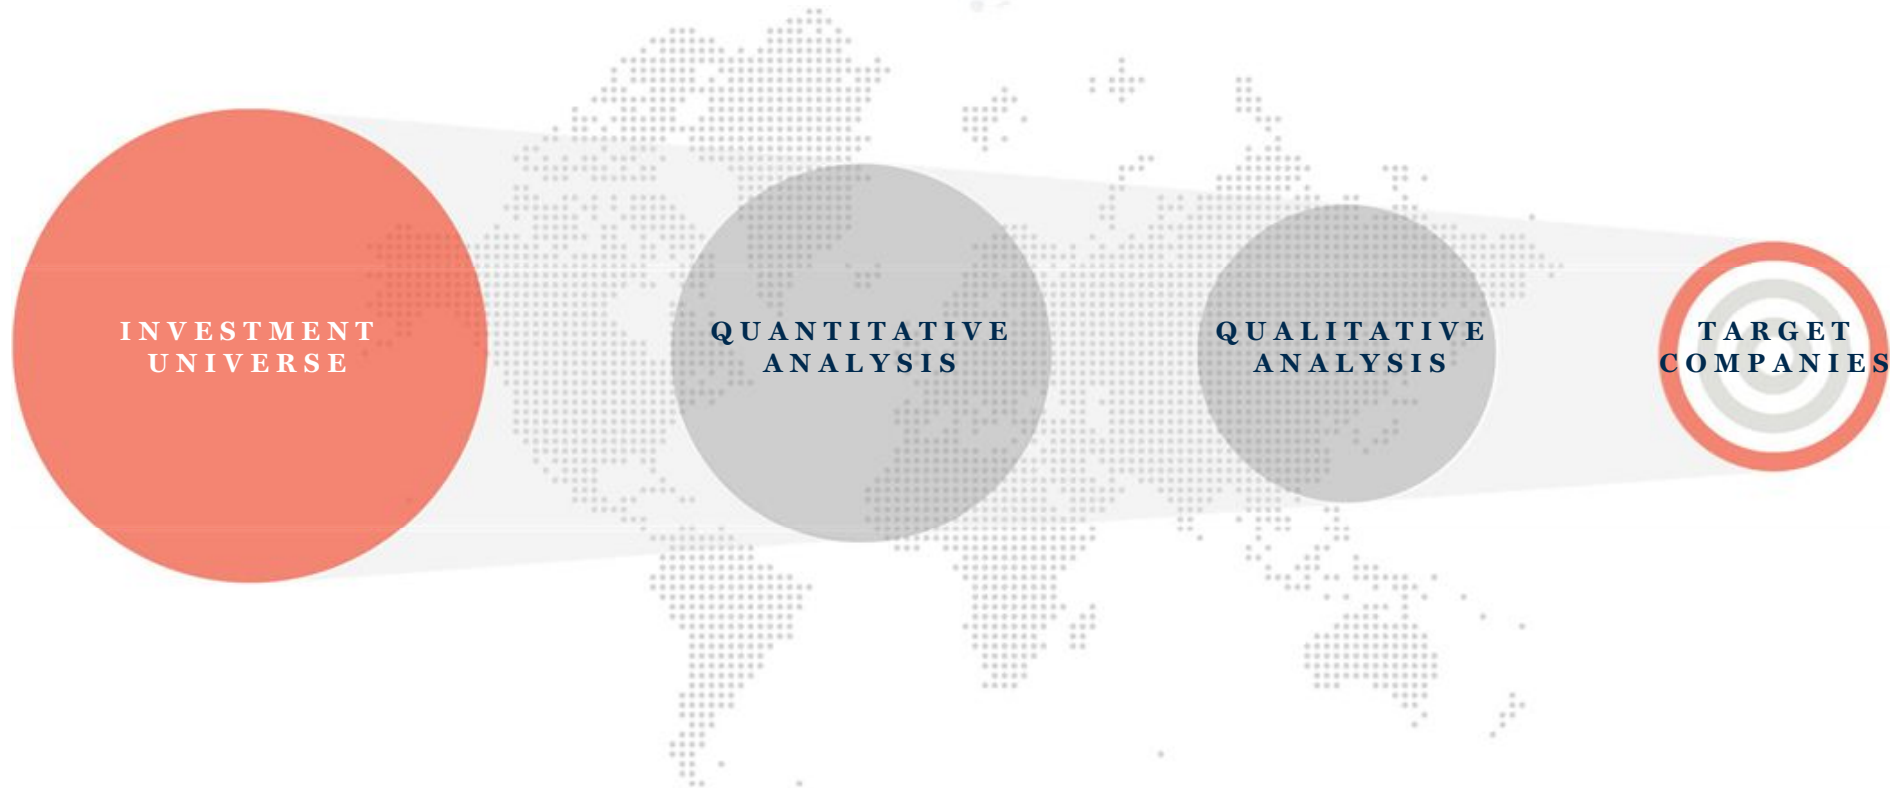 INVESTMENT
UNIVERSE
QUANTITATIVE
ANALYSIS
QUALITATIVE
ANALYSIS
TARGET
COMPANIES